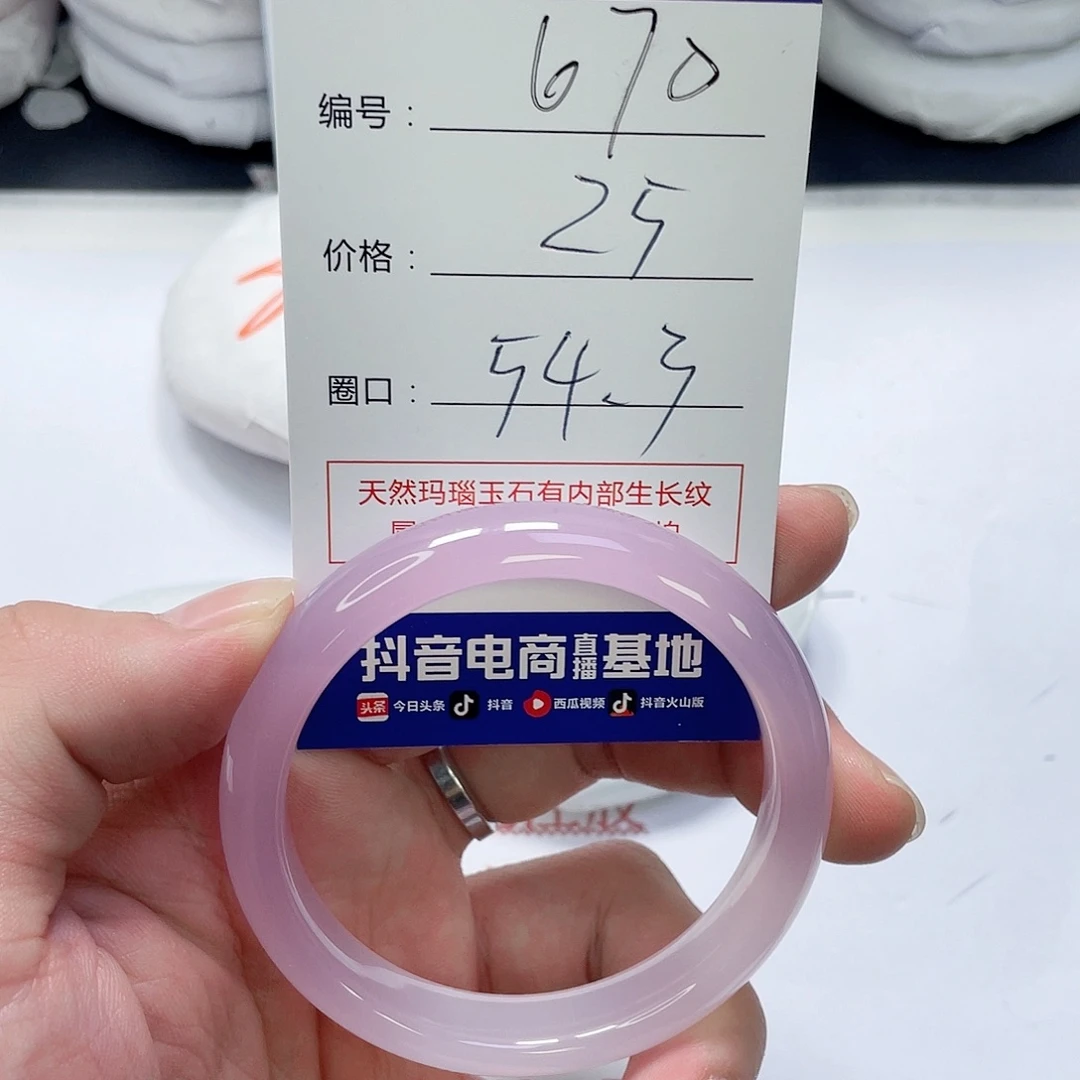 编号： 670
价格： 25
圈口： 54.3
天然玛瑙玉石有内部生长纹
抖音电商直播基地
头条 今日头条 抖音 西瓜视频 抖音火山版